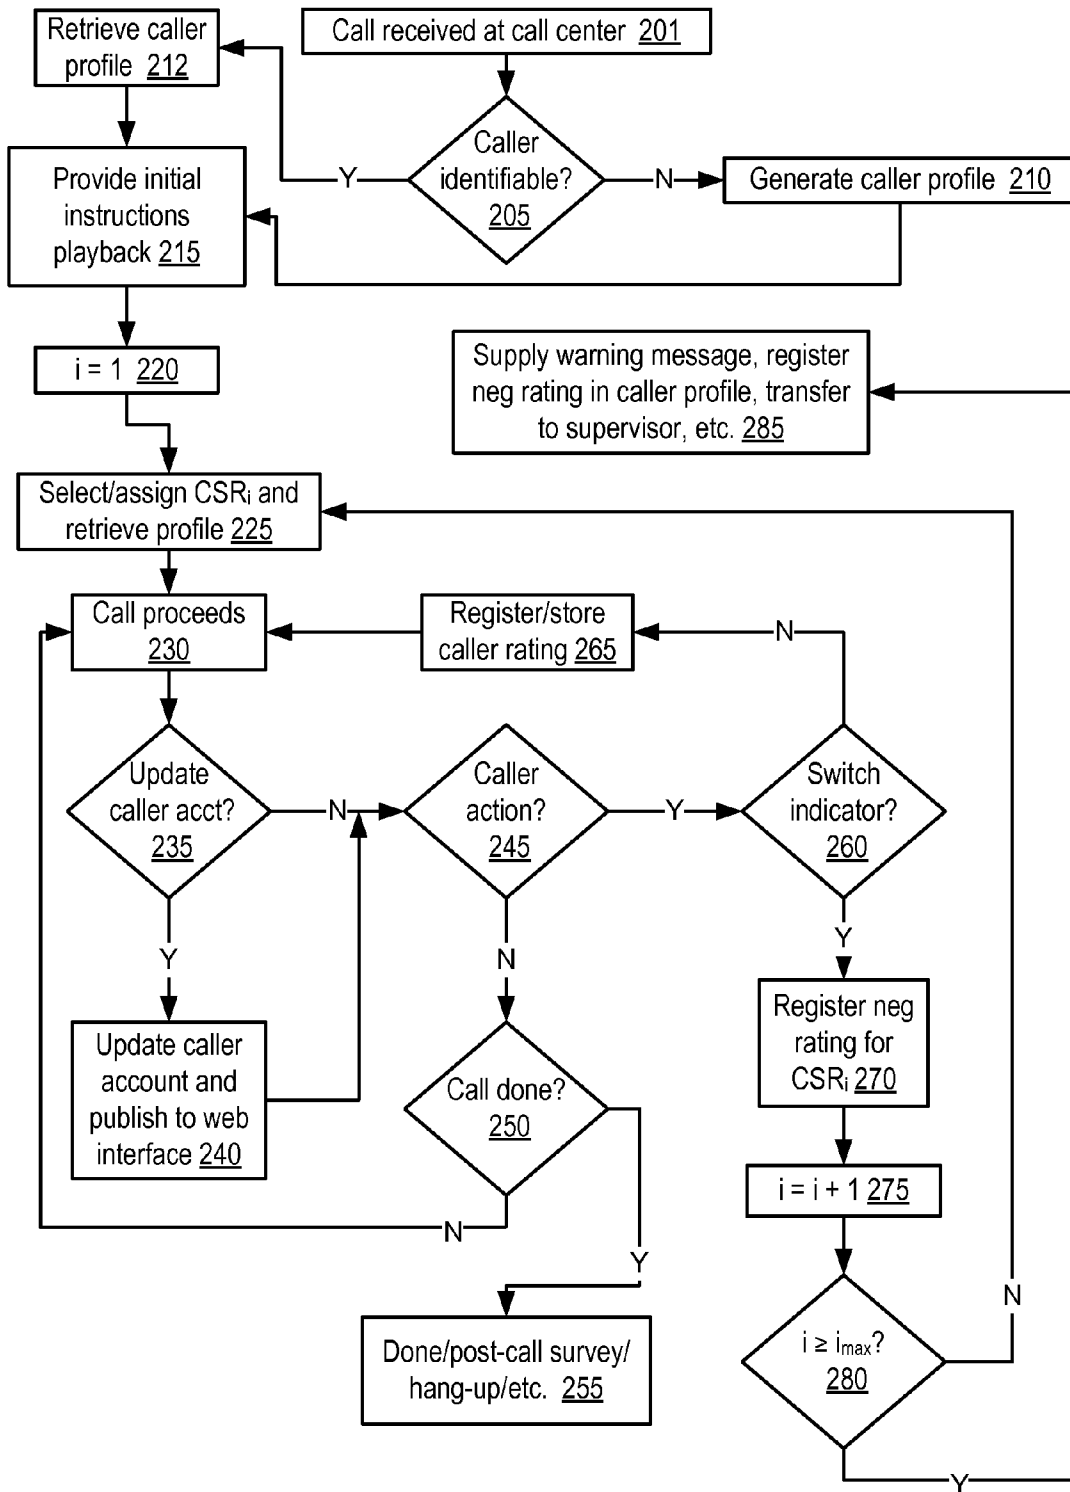 Retrieve caller
profile 212
Call received at call center 201
Caller
identifiable?
205
Y
N
Generate caller profile 210
Provide initial
instructions
playback 215
i = 1 220
Supply warning message, register
neg rating in caller profile, transfer
to supervisor, etc. 285
Select/assign CSRi and
retrieve profile 225
Call proceeds
230
Register/store
caller rating 265
N
Update
caller acct?
235
N
Caller
action?
245
Y
Switch
indicator?
260
Y
N
Y
Update caller
account and
publish to web
interface 240
Call done?
250
Register neg
rating for
CSRi 270
i = i + 1 275
N
Y
N
Done/post-call survey/
hang-up/etc. 255
i ≥ imax?
280
Y